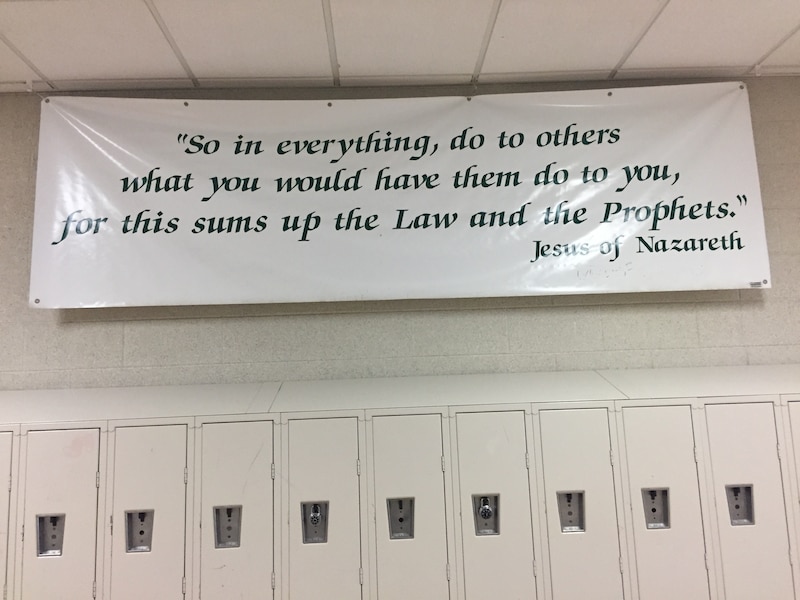 "So in everything, do to others
what you would have them do to you,
for this sums up the Law and the Prophets."
Jesus of Nazareth